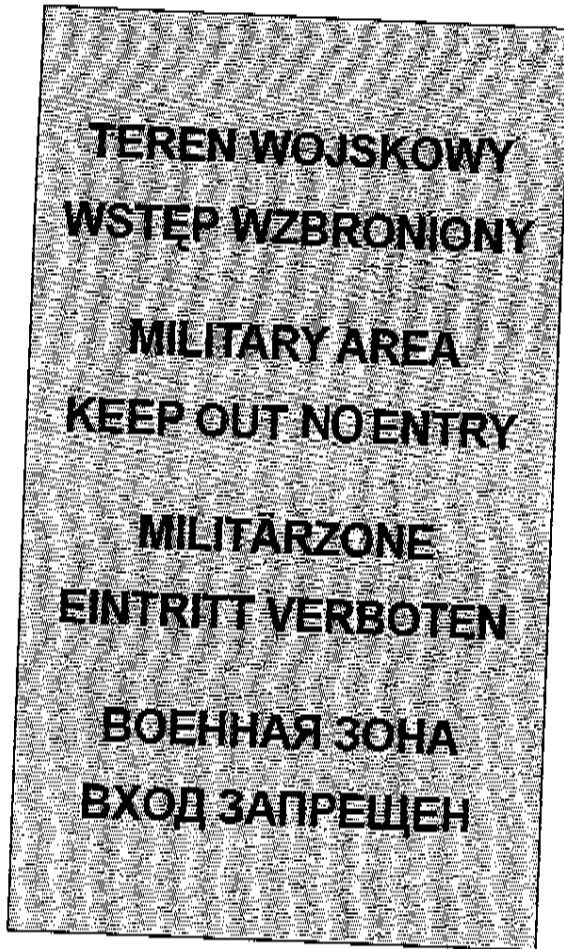 TEREN WOJSKOWY
WSTĘP WZBRONIONY
MILITARY AREA
KEEP OUT NO ENTRY
MILITÄRZONE
EINTRITT VERBOTEN
ВОЕННАЯ ЗОНА
ВХОД ЗАПРЕЩЕН